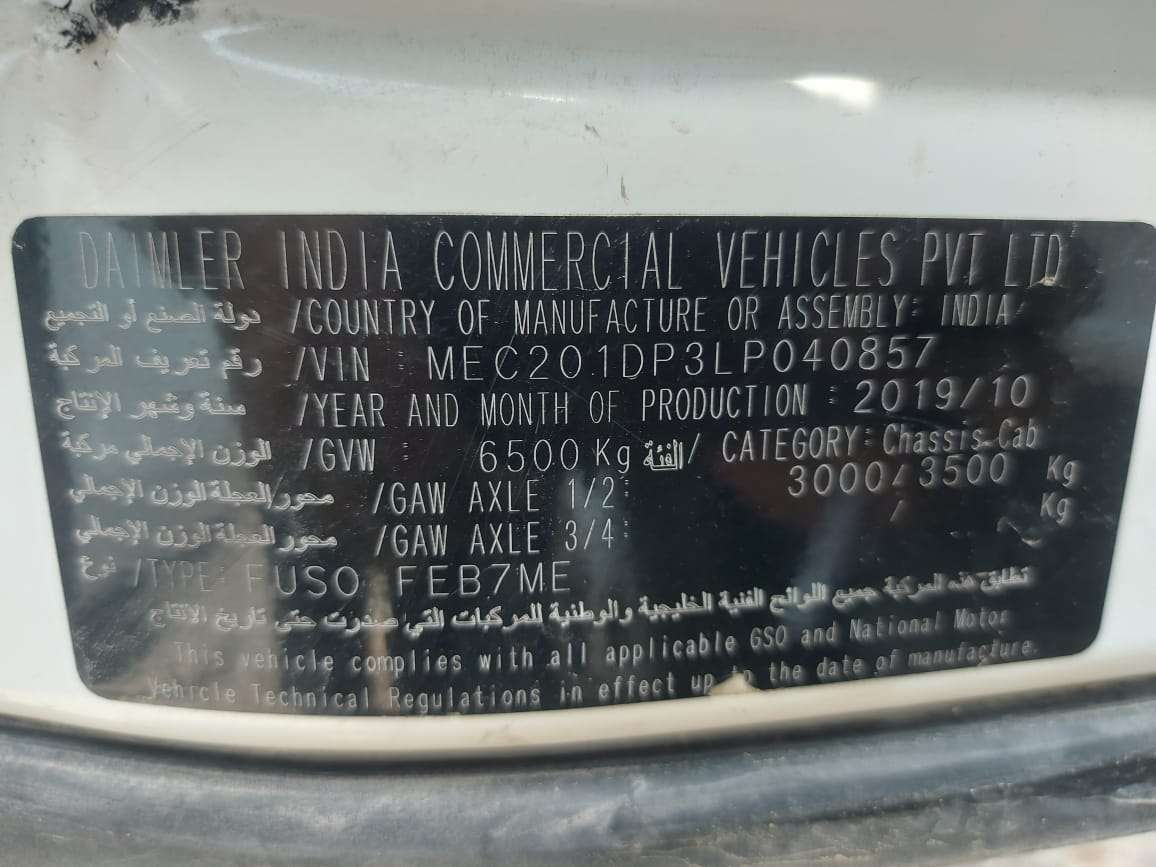 DAIMLER INDIA COMMERCIAL VEHICLES PVT LTD
دولة الصنع أو التجميع /COUNTRY OF MANUFACTURE OR ASSEMBLY: INDIA
رقم تعريف المركبة /VIN MEC201DP3LP040857
سنة وشهر الإنتاج /YEAR AND MONTH OF PRODUCTION : 2019/10
الوزن الإجمالي مركبة /GVW : 6500 Kg الفئة/ CATEGORY: Chassis Cab
محور العجلة الوزن الإجمالي /GAW AXLE 1/2: 3000/ 3500 Kg
محور العجلة الوزن الإجمالي /GAW AXLE 3/4: / Kg
نوع /TYPE: FUSO FEB7ME
تطابق هذه المركبة جميع اللوائح الفنية الخليجية والوطنية للمركبات التي صدرت حتى تاريخ الإنتاج
This vehicle complies with all applicable GSO and National Motor
Vehicle Technical Regulations in effect up to the date of manufacture.